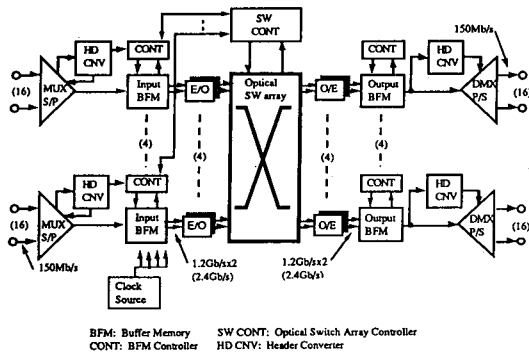 SW
CONT
(4)
150Mb/s
HD
CNV
CONT
CONT
HD
CNV
(16)
MUX
S/P
Input
BFM
E/O
Optical
SW array
O/E
Output
BFM
DMX
P/S
(16)
(4)
(4)
(4)
(4)
HD
CNV
CONT
CONT
HD
CNV
(16)
MUX
S/P
Input
BFM
E/O
O/E
Output
BFM
DMX
P/S
(16)
150Mb/s
1.2Gb/sx2
(2.4Gb/s)
1.2Gb/sx2
(2.4Gb/s)
Clock
Source
BFM: Buffer Memory SW CONT: Optical Switch Array Controller
CONT: BFM Controller HD CNV: Header Converter